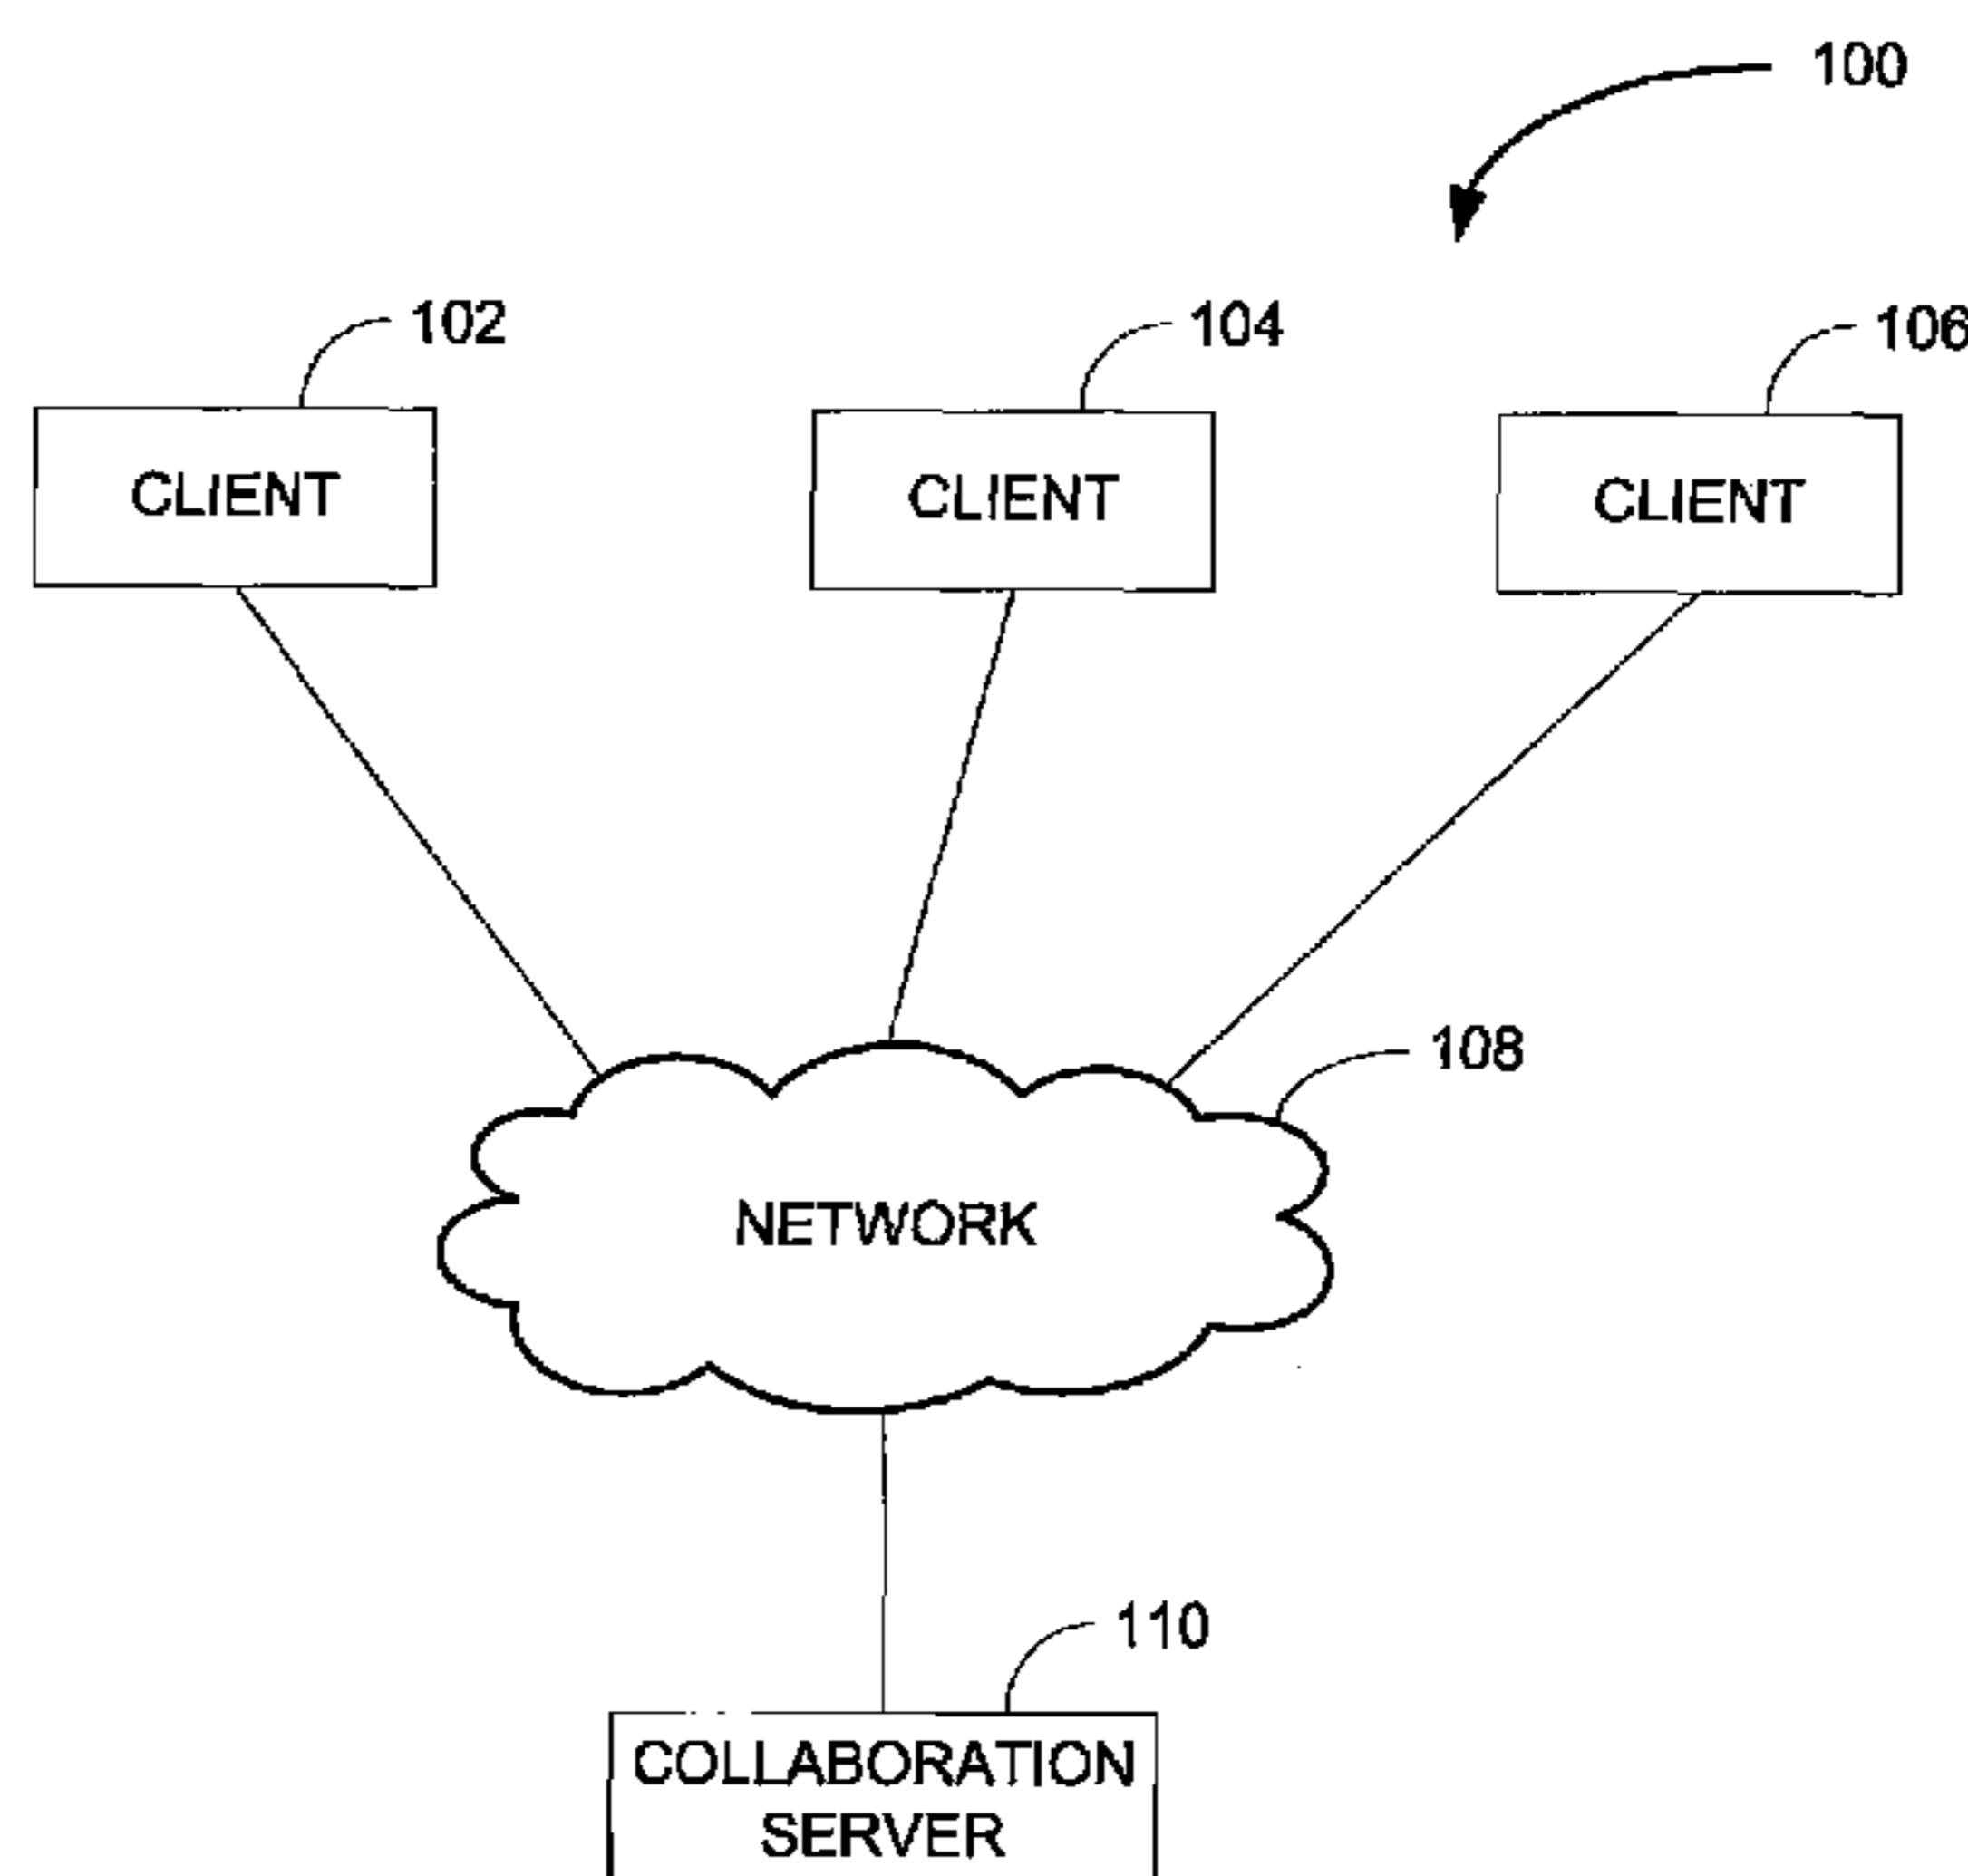 100
102
104
106
CLIENT
CLIENT
CLIENT
108
NETWORK
110
COLLABORATION
SERVER